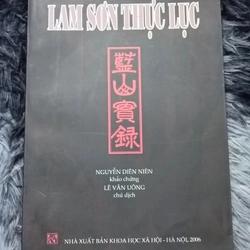 LAM SƠN THỰC LỤC
藍
山
實
錄
NGUYỄN DIÊN NIÊN
khảo chứng
LÊ VĂN UÔNG
chú dịch
NHÀ XUẤT BẢN KHOA HỌC XÃ HỘI - HÀ NỘI, 2006